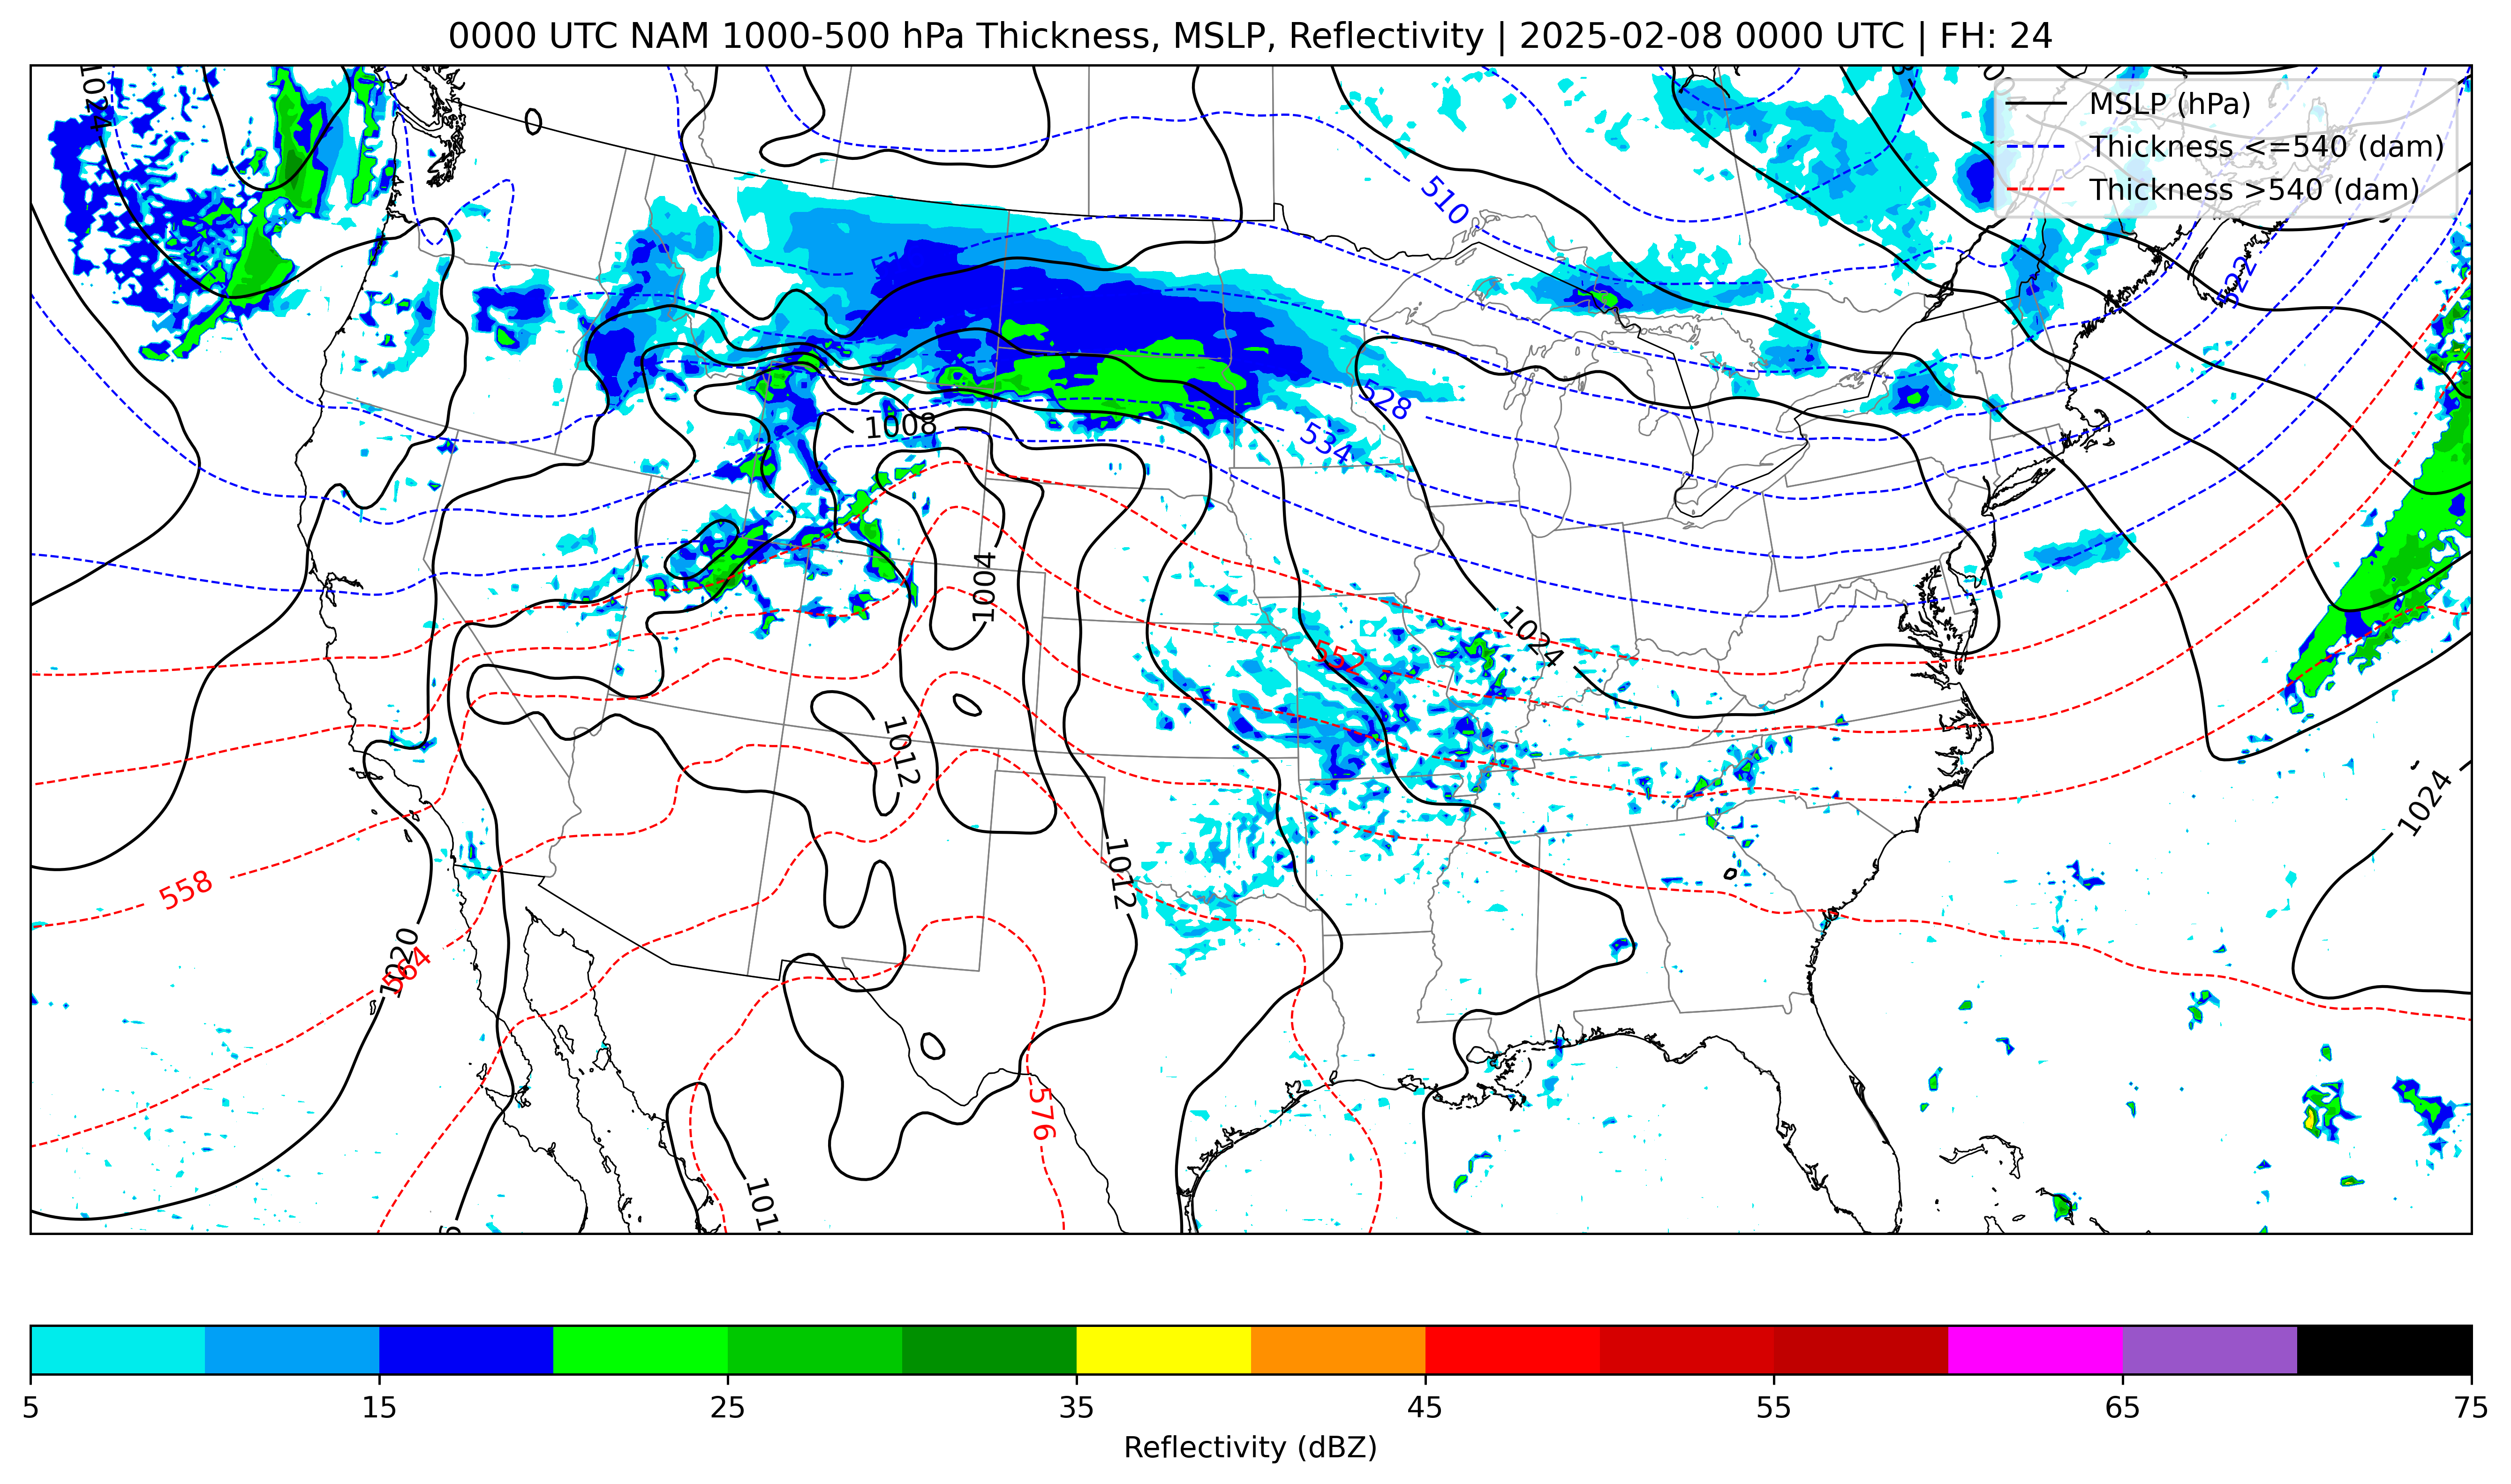 0000 UTC NAM 1000-500 hPa Thickness, MSLP, Reflectivity | 2025-02-08 0000 UTC | FH: 24
MSLP (hPa)
Thickness <=540 (dam)
Thickness >540 (dam)
1024
510
522
528
534
1008
1004
552
1024
1012
1012
1024
558
1020
564
576
5 15 25 35 45 55 65 75
Reflectivity (dBZ)